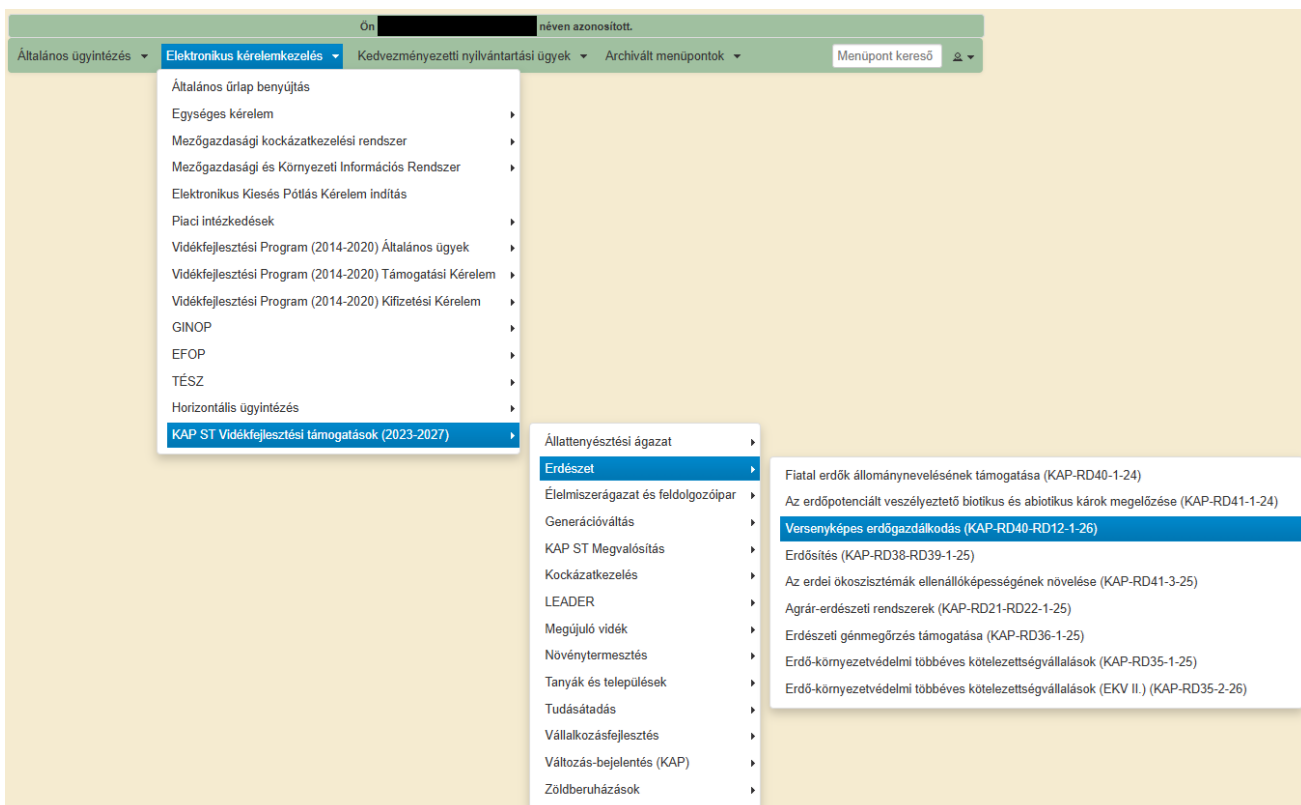 Ön néven azonosított.
Általános ügyintézés Elektronikus kérelemkezelés Kedvezményezetti nyilvántartási ügyek Archivált menüpontok Menüpont kereső
Általános űrlap benyújtás
Egységes kérelem
Mezőgazdasági kockázatkezelési rendszer
Mezőgazdasági és Környezeti Információs Rendszer
Elektronikus Kiesés Pótlás Kérelem indítás
Piaci intézkedések
Vidékfejlesztési Program (2014-2020) Általános ügyek
Vidékfejlesztési Program (2014-2020) Támogatási Kérelem
Vidékfejlesztési Program (2014-2020) Kifizetési Kérelem
GINOP
EFOP
TÉSZ
Horizontális ügyintézés
KAP ST Vidékfejlesztési támogatások (2023-2027)
Állattenyésztési ágazat
Erdészet
Élelmiszerágazat és feldolgozóipar
Generációváltás
KAP ST Megvalósítás
Kockázatkezelés
LEADER
Megújuló vidék
Növénytermesztés
Tanyák és települések
Tudásátadás
Vállalkozásfejlesztés
Változás-bejelentés (KAP)
Zöldberuházások
Fiatal erdők állománynevelésének támogatása (KAP-RD40-1-24)
Az erdőpotenciált veszélyeztető biotikus és abiotikus károk megelőzése (KAP-RD41-1-24)
Versenyképes erdőgazdálkodás (KAP-RD40-RD12-1-26)
Erdősítés (KAP-RD38-RD39-1-25)
Az erdei ökoszisztémák ellenállóképességének növelése (KAP-RD41-3-25)
Agrár-erdészeti rendszerek (KAP-RD21-RD22-1-25)
Erdészeti génmegőrzés támogatása (KAP-RD36-1-25)
Erdő-környezetvédelmi többéves kötelezettségvállalások (KAP-RD35-1-25)
Erdő-környezetvédelmi többéves kötelezettségvállalások (EKV II.) (KAP-RD35-2-26)